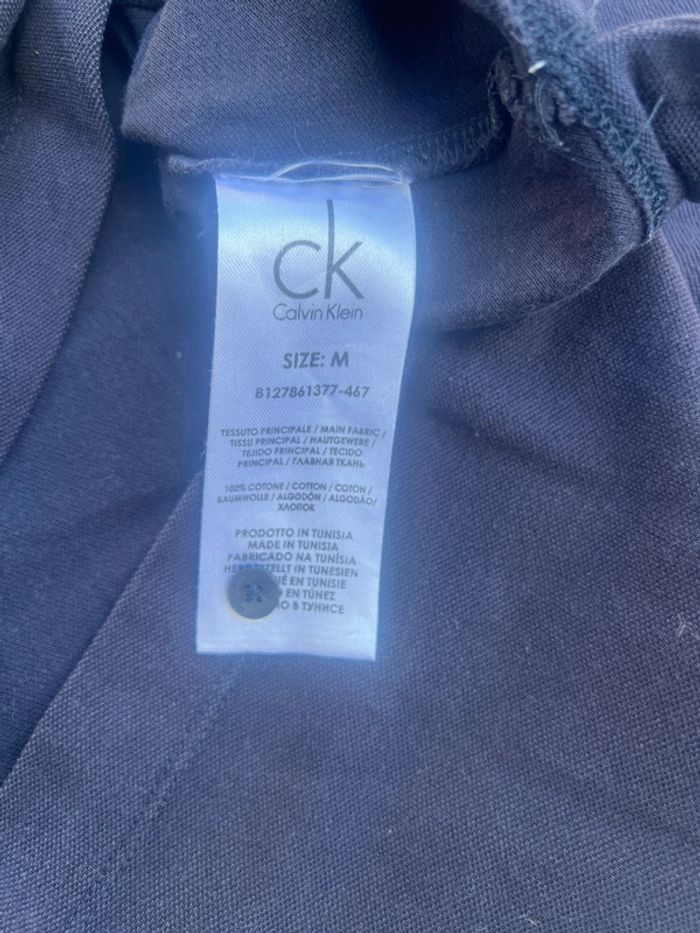 ck
Calvin Klein
SIZE: M
B127861377-467
TESSUTO PRINCIPALE / MAIN FABRIC /
TISSU PRINCIPAL / HAUTGEWEBE /
TEJIDO PRINCIPAL / TECIDO
PRINCIPAL / ГЛАВНАЯ ТКАНЬ
100% COTONE / COTTON / COTON /
BAUMWOLLE / ALGODÓN / ALGODÃO/
ХЛОПОК
PRODOTTO IN TUNISIA
MADE IN TUNISIA
FABRICADO NA TUNÍSIA
IN TUNESIEN
EN TUNISIE
EN TÚNEZ
В ТУНИСЕ